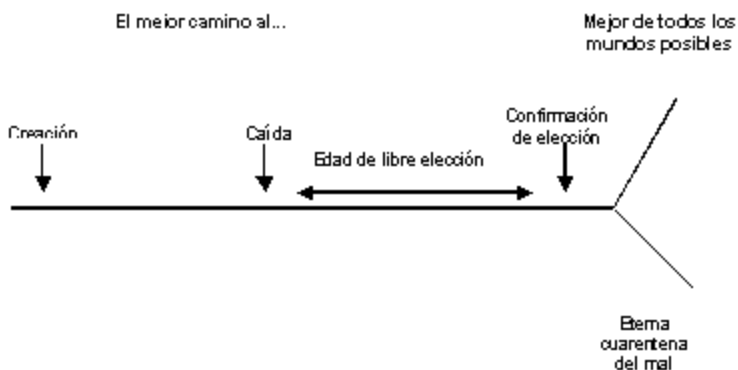 El mejor camino al...
Mejor de todos los
mundos posibles
Creación
Caída
Edad de libre elección
Confirmación
de elección
Eterna
cuarentena
del mal